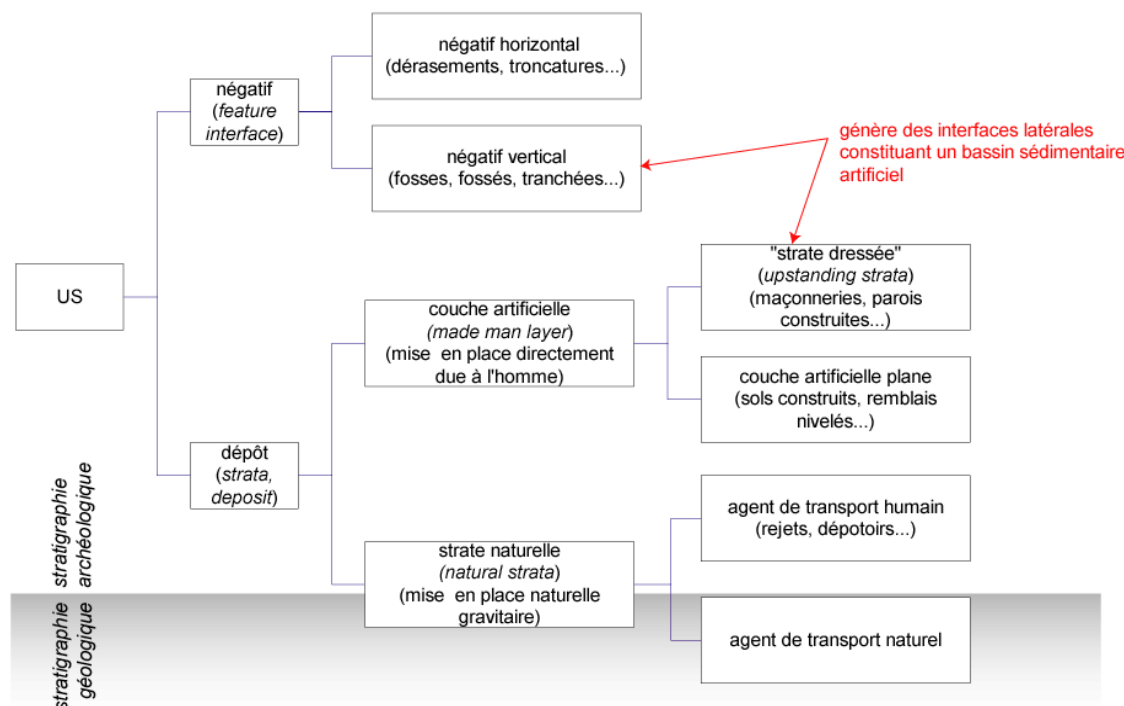 négatif horizontal
(dérasements, troncatures...)
négatif
(feature
interface)
négatif vertical
(fosses, fossés, tranchées...)
génère des interfaces latérales
constituant un bassin sédimentaire
artificiel
US
"strate dressée"
(upstanding strata)
(maçonneries, parois
construites...)
couche artificielle
(made man layer)
(mise en place directement
due à l'homme)
couche artificielle plane
(sols construits, remblais
nivelés...)
dépôt
(strata,
deposit)
agent de transport humain
(rejets, dépotoirs...)
strate naturelle
(natural strata)
(mise en place naturelle
gravitaire)
agent de transport naturel
stratigraphie
archéologique
stratigraphie
géologique